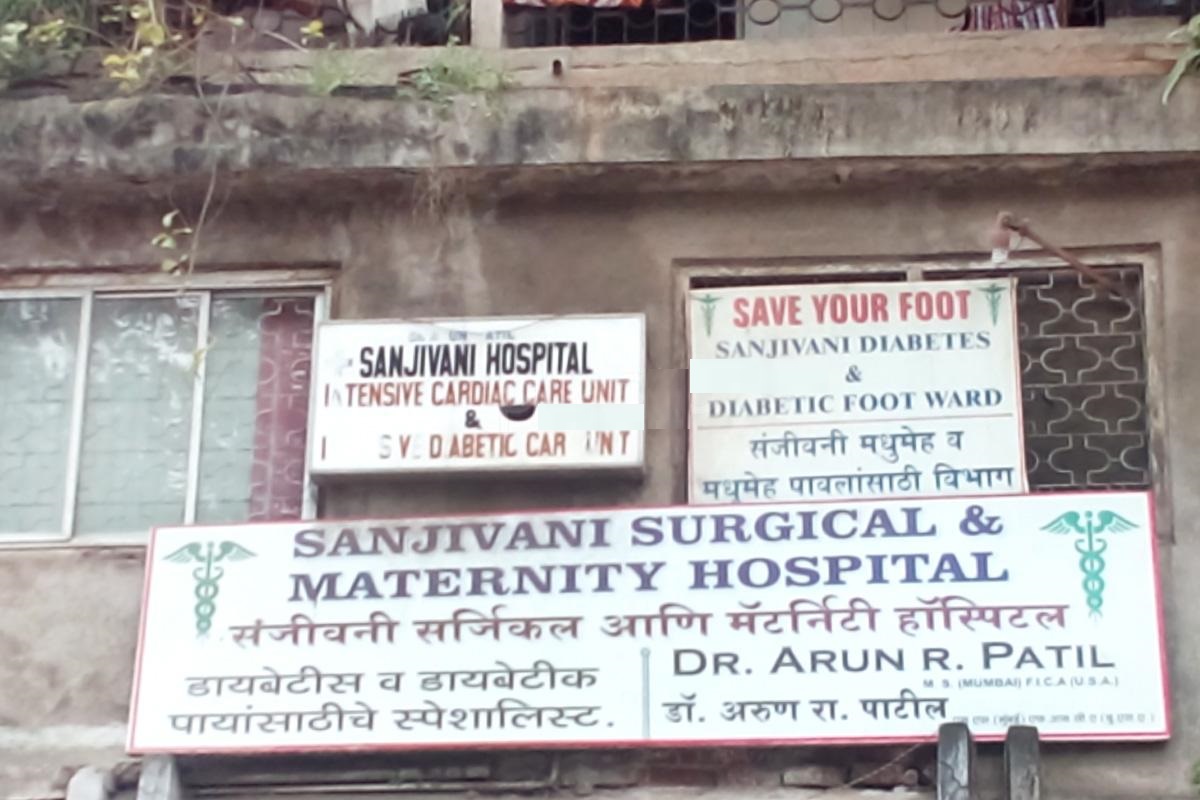 SANJIVANI HOSPITAL
TENSIVE CARDIAC CARE UNIT
&
SAVE YOUR FOOT
SANJIVANI DIABETES
&
DIABETIC FOOT WARD
संजीवनी मधुमेह व
मधुमेह पावलांसाठी विभाग
SANJIVANI SURGICAL &
MATERNITY HOSPITAL
संजीवनी सर्जिकल आणि मॅटर्निटी हॉस्पिटल
डायबेटीस व डायबेटीक
पायांसाठीचे स्पेशालिस्ट.
DR. ARUN R. PATIL
M S. (MUMBAI) F.I.C.A (U.S.A.)
डॉ. अरुण रा. पाटील